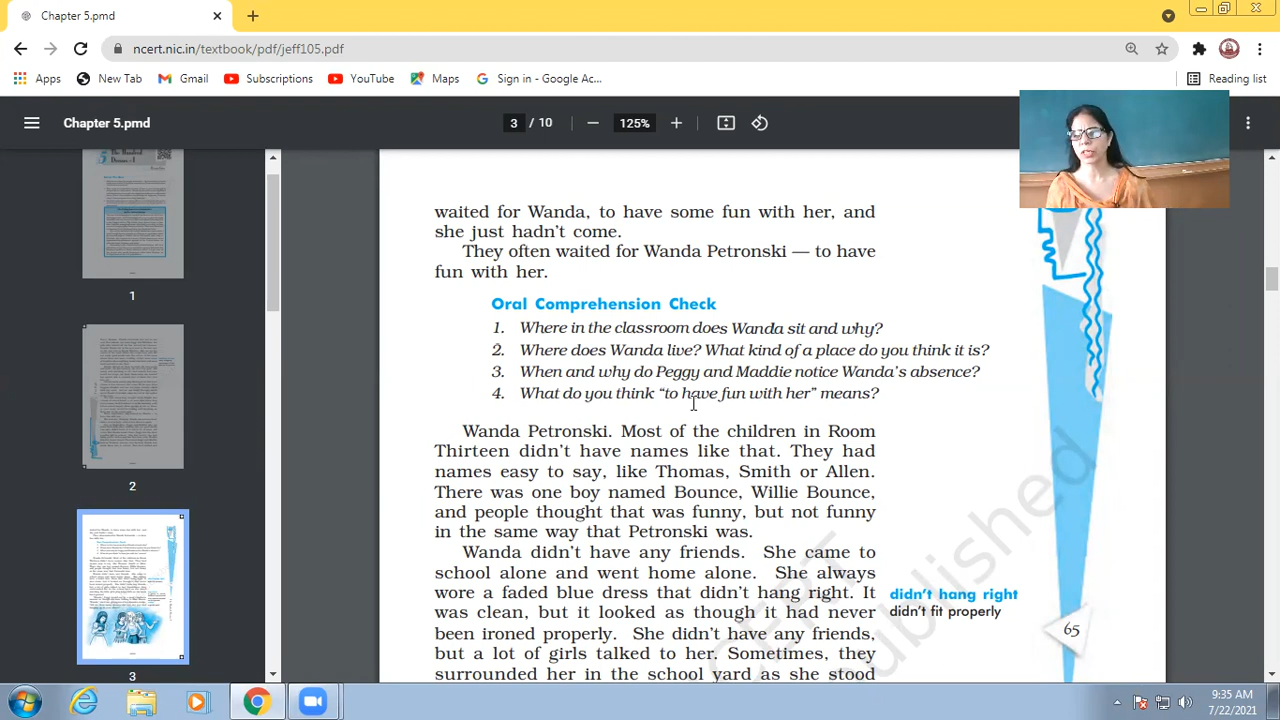 Chapter 5.pmd
ncert.nic.in/textbook/pdf/jeff105.pdf
Apps
New Tab
Gmail
Subscriptions
YouTube
Maps
Sign in - Google Ac...
Reading list
Chapter 5.pmd
3 / 10
125%
1
2
3
waited for Wanda, to have some fun with her, and
she just hadn't come.
They often waited for Wanda Petronski — to have
fun with her.
Oral Comprehension Check
1. Where in the classroom does Wanda sit and why?
2. Where does Wanda live? What kind of a place do you think it is?
3. When and why do Peggy and Maddie notice Wanda's absence?
4. What do you think “to have fun with her” means?
Wanda Petronski. Most of the children in Room
Thirteen didn't have names like that. They had
names easy to say, like Thomas, Smith or Allen.
There was one boy named Bounce, Willie Bounce,
and people thought that was funny, but not funny
in the same way that Petronski was.
Wanda didn't have any friends. She came to
school alone and went home alone. She always
wore a faded blue dress that didn't hang right. It
was clean, but it looked as though it had never
been ironed properly. She didn't have any friends,
but a lot of girls talked to her. Sometimes, they
surrounded her in the school yard as she stood
didn't hang right
didn't fit properly
65
9:35 AM
7/22/2021